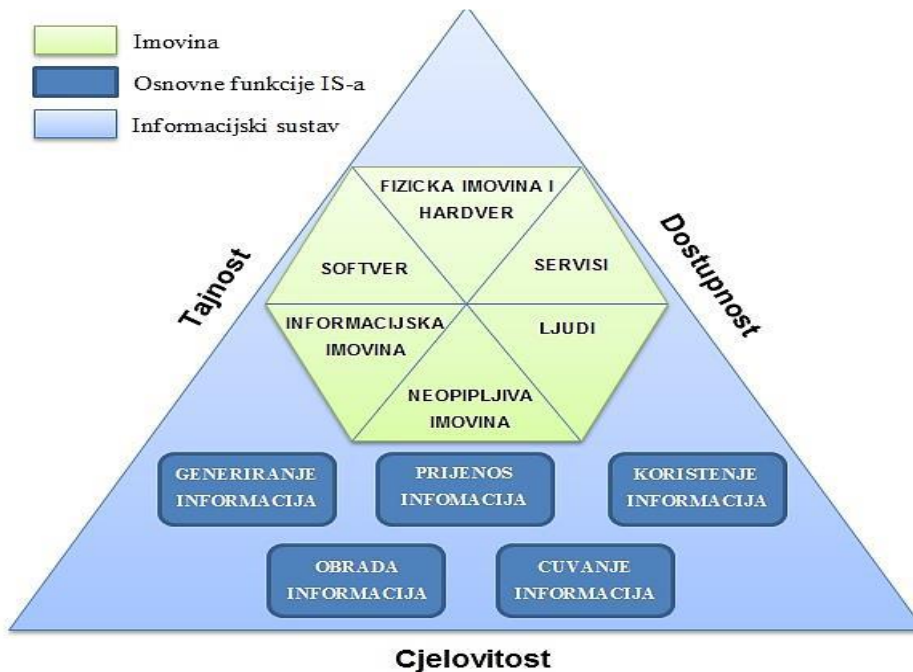 Imovina
Osnovne funkcije IS-a
Informacijski sustav
FIZICKA IMOVINA I
HARDVER
SOFTVER
SERVISI
INFORMACIJSKA
IMOVINA
LJUDI
NEOPIPLJIVA
IMOVINA
Tajnost
Dostupnost
GENERIRANJE
INFORMACIJA
PRIJENOS
INFOMACIJA
KORISTENJE
INFORMACIJA
OBRADA
INFORMACIJA
CUVANJE
INFORMACIJA
Cjelovitost